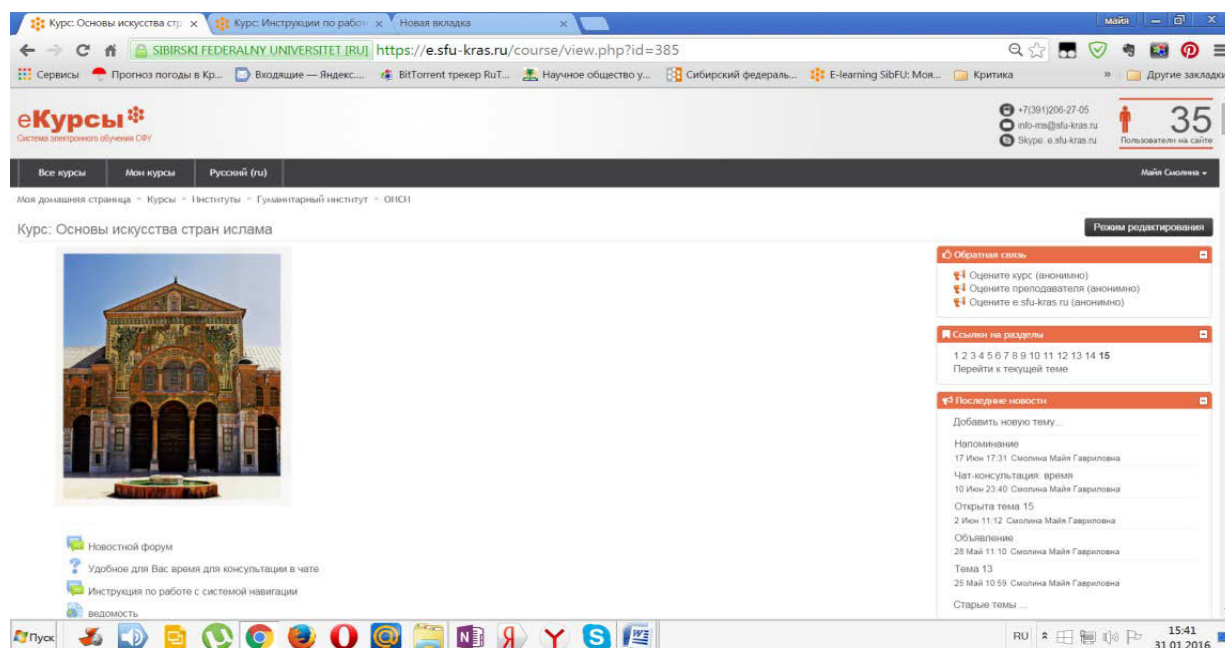 Курс: Основы искусства стр
Курс: Инструкции по рабо
Новая вкладка
майя
SIBIRSKI FEDERALNY UNIVERSITET [RU]
https://e.sfu-kras.ru/course/view.php?id=385
Сервисы
Прогноз погоды в Кр...
Входящие — Яндекс....
BitTorrent трекер RuT...
Научное общество у...
Сибирский федераль...
E-learning SibFU: Моя...
Критика
»
Другие закладки
еКурсы
Система электронного обучения СФУ
+7(391)206-27-05
info-ms@sfu-kras.ru
Skype: e.sfu-kras.ru
35
Пользователи на сайте
Все курсы
Мои курсы
Русский (ru)
Майя Смолина
Моя домашняя страница
Курсы
Институты
Гуманитарный институт
ОИСИ
Курс: Основы искусства стран ислама
Режим редактирования
Обратная связь
Оцените курс (анонимно)
Оцените преподавателя (анонимно)
Оцените e.sfu-kras.ru (анонимно)
Ссылки на разделы
1 2 3 4 5 6 7 8 9 10 11 12 13 14 15
Перейти к текущей теме
Последние новости
Добавить новую тему...
Напоминание
17 Июн 17:31 Смолина Майя Гавриловна
Чат-консультация: время
10 Июн 23:40 Смолина Майя Гавриловна
Открыта тема 15
2 Июн 11:12 Смолина Майя Гавриловна
Объявление
28 Май 11:10 Смолина Майя Гавриловна
Тема 13
25 Май 10:59 Смолина Майя Гавриловна
Старые темы ...
Новостной форум
Удобное для Вас время для консультации в чате
Инструкция по работе с системой навигации
ведомость
Пуск
RU
15:41
31.01.2016